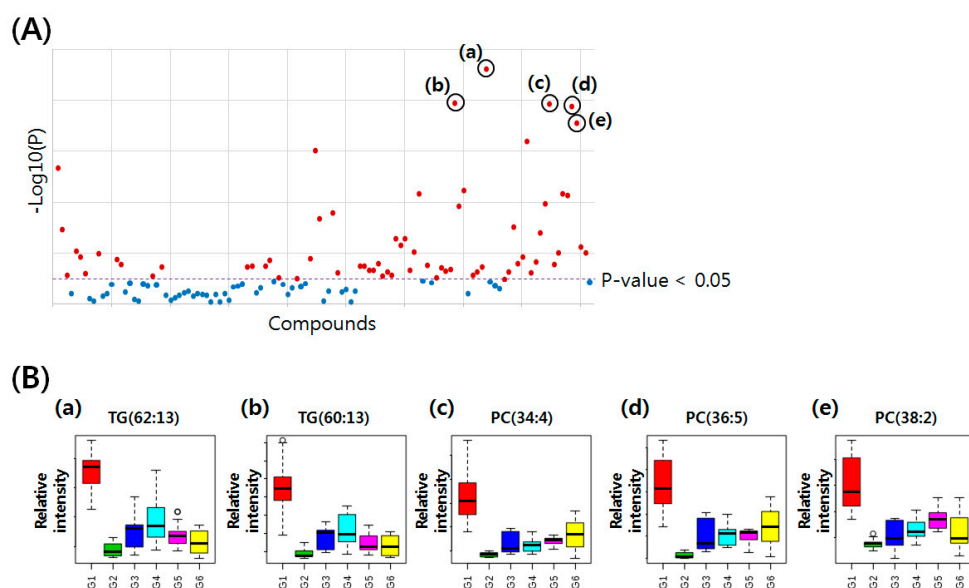 (A)
(a)
(b)
(c)
(d)
(e)
-Log10(P)
P-value < 0.05
Compounds
(B)
(a) (b) (c) (d) (e)
TG(62:13) TG(60:13) PC(34:4) PC(36:5) PC(38:2)
Relative intensity Relative intensity Relative intensity Relative intensity Relative intensity
G1 G2 G3 G4 G5 G6 G1 G2 G3 G4 G5 G6 G1 G2 G3 G4 G5 G6 G1 G2 G3 G4 G5 G6 G1 G2 G3 G4 G5 G6